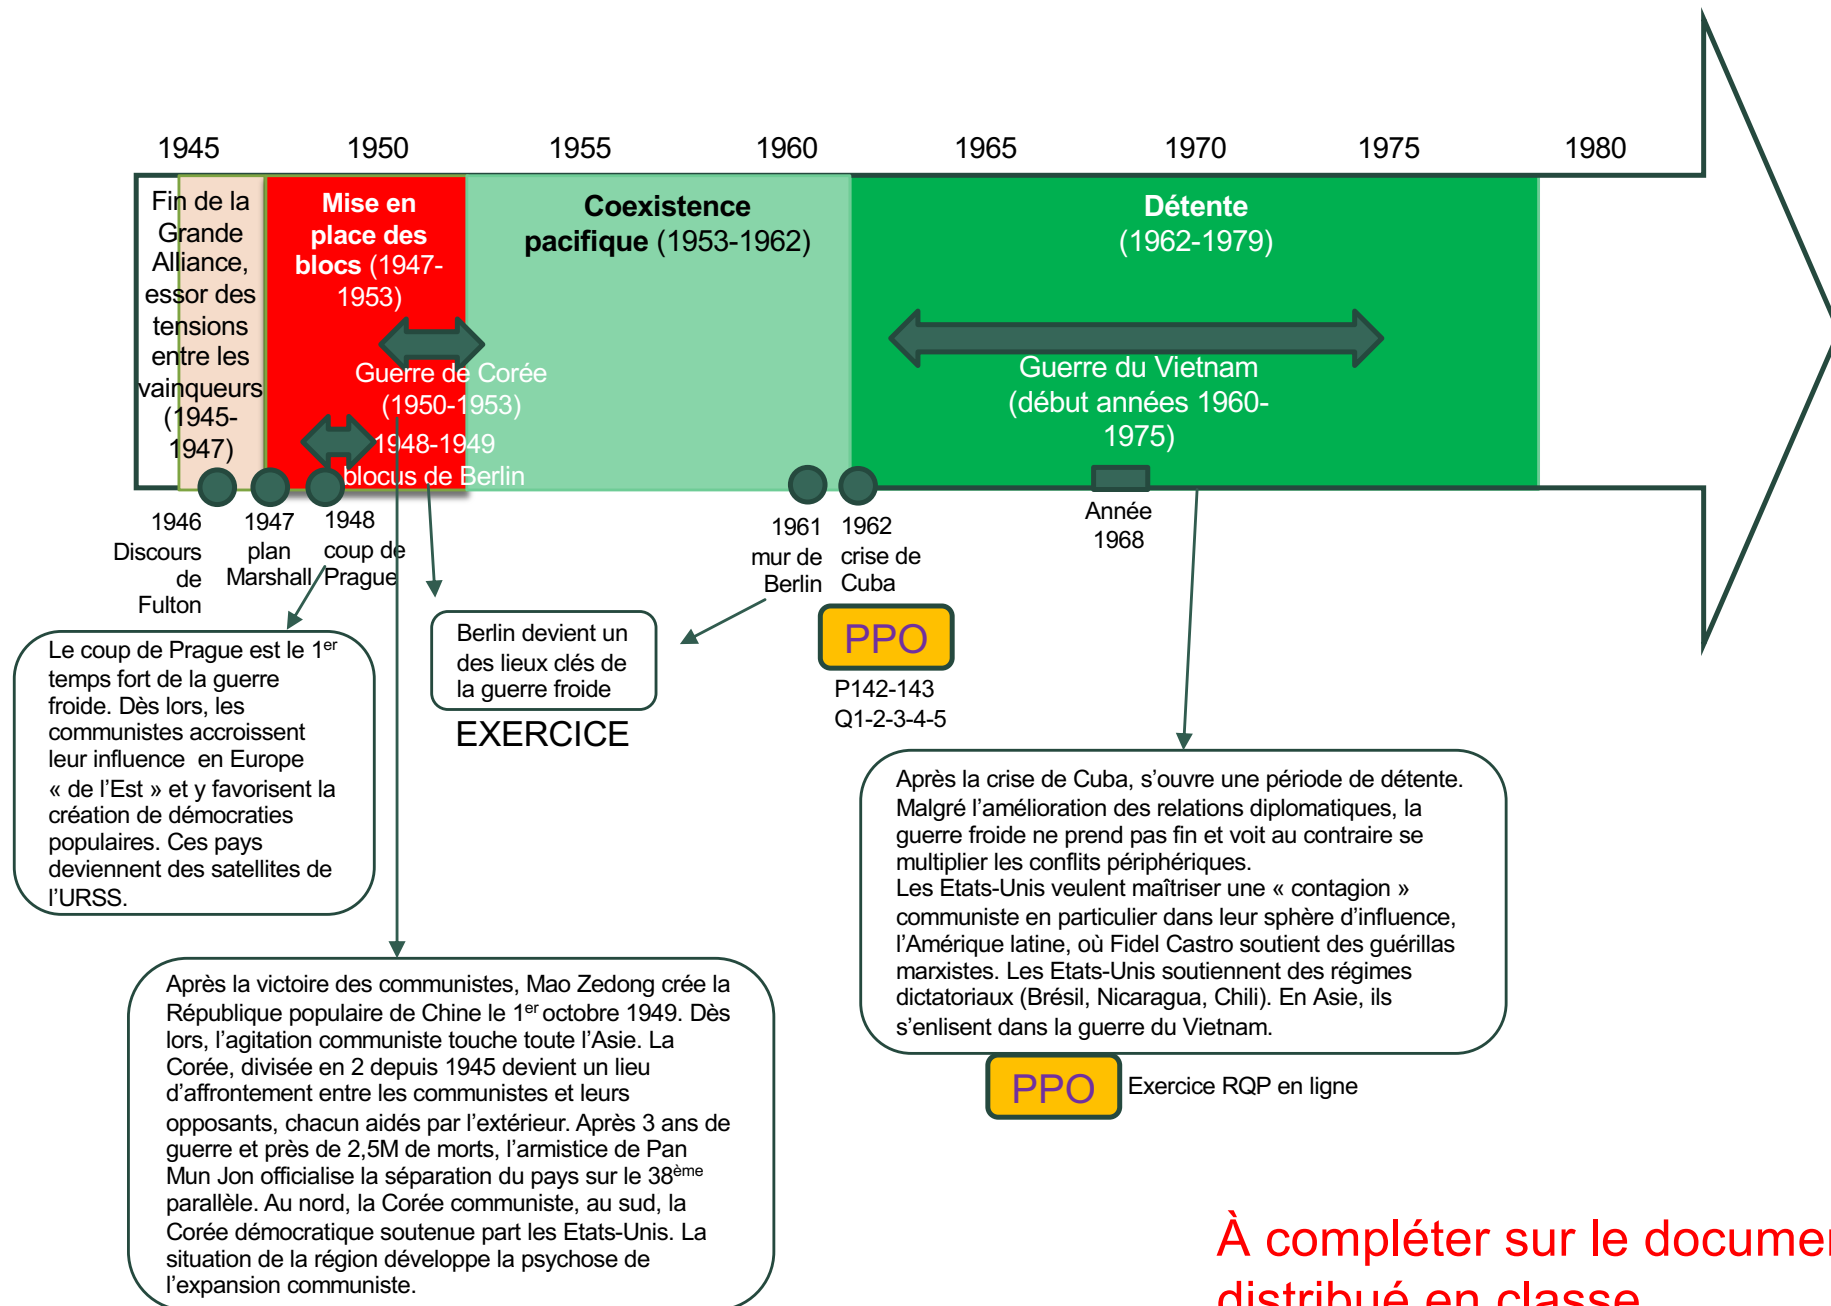 1945 1950 1955 1960 1965 1970 1975 1980
Fin de la
Grande
Alliance,
essor des
tensions
entre les
vainqueurs
(1945-
1947)
Mise en
place des
blocs (1947-
1953)
Guerre de Corée
(1950-1953)
1948-1949
blocus de Berlin
Coexistence
pacifique (1953-1962)
Détente
(1962-1979)
Guerre du Vietnam
(début années 1960-
1975)
1946
Discours
de
Fulton
1947
plan
Marshall
1948
coup de
Prague
1961
mur de
Berlin
1962
crise de
Cuba
Année
1968
PPO
P142-143
Q1-2-3-4-5
Berlin devient un
des lieux clés de
la guerre froide
EXERCICE
Le coup de Prague est le 1er
temps fort de la guerre
froide. Dès lors, les
communistes accroissent
leur influence en Europe
« de l’Est » et y favorisent la
création de démocraties
populaires. Ces pays
deviennent des satellites de
l’URSS.
Après la crise de Cuba, s’ouvre une période de détente.
Malgré l’amélioration des relations diplomatiques, la
guerre froide ne prend pas fin et voit au contraire se
multiplier les conflits périphériques.
Les Etats-Unis veulent maîtriser une « contagion »
communiste en particulier dans leur sphère d’influence,
l’Amérique latine, où Fidel Castro soutient des guérillas
marxistes. Les Etats-Unis soutiennent des régimes
dictatoriaux (Brésil, Nicaragua, Chili). En Asie, ils
s’enlisent dans la guerre du Vietnam.
PPO Exercice RQP en ligne
Après la victoire des communistes, Mao Zedong crée la
République populaire de Chine le 1er octobre 1949. Dès
lors, l’agitation communiste touche toute l’Asie. La
Corée, divisée en 2 depuis 1945 devient un lieu
d’affrontement entre les communistes et leurs
opposants, chacun aidés par l’extérieur. Après 3 ans de
guerre et près de 2,5M de morts, l’armistice de Pan
Mun Jon officialise la séparation du pays sur le 38ème
parallèle. Au nord, la Corée communiste, au sud, la
Corée démocratique soutenue part les Etats-Unis. La
situation de la région développe la psychose de
l’expansion communiste.
À compléter sur le documen
distribué en classe